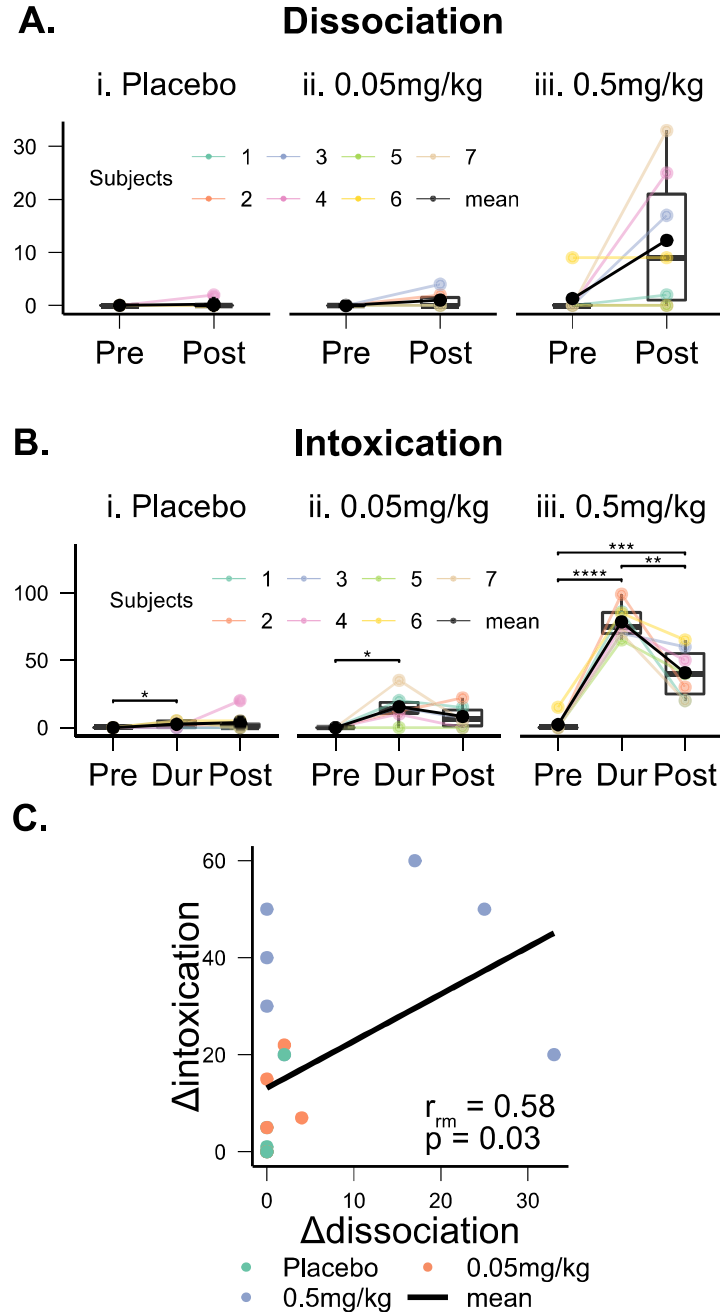 A. Dissociation
i. Placebo ii. 0.05mg/kg iii. 0.5mg/kg
30
20
10
0
Subjects
1 3 5 7
2 4 6 mean
Pre Post Pre Post Pre Post
B. Intoxication
i. Placebo ii. 0.05mg/kg iii. 0.5mg/kg
100
50
0
Subjects
1 3 5 7
2 4 6 mean
* * **** *** **
Pre Dur Post Pre Dur Post Pre Dur Post
C.
60
40
20
0
Δintoxication
r_rm = 0.58
p = 0.03
0 10 20 30
Δdissociation
Placebo 0.05mg/kg
0.5mg/kg mean